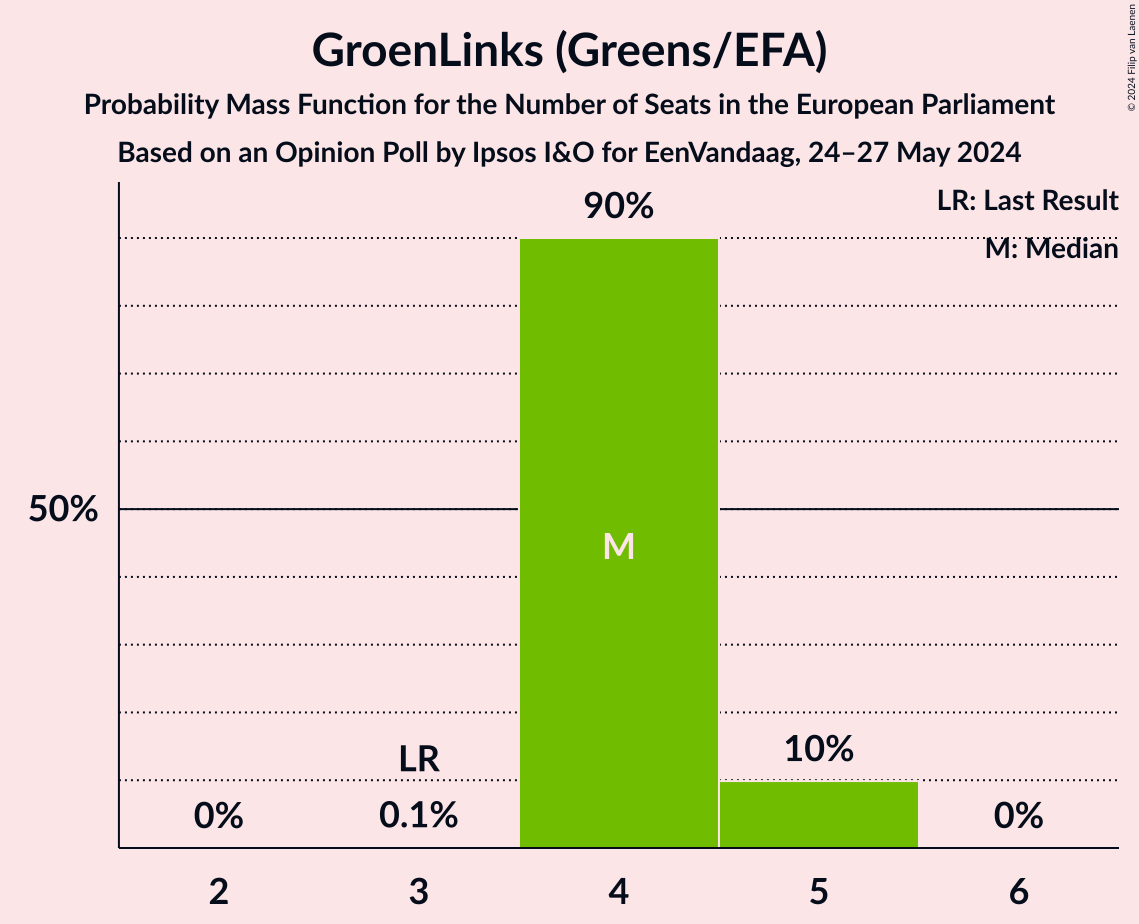 GroenLinks (Greens/EFA)
Probability Mass Function for the Number of Seats in the European Parliament
Based on an Opinion Poll by Ipsos I&O for EenVandaag, 24–27 May 2024
© 2024 Filip van Laenen
LR: Last Result
M: Median
90%
50%
M
LR
10%
0%
0.1%
0%
2
3
4
5
6